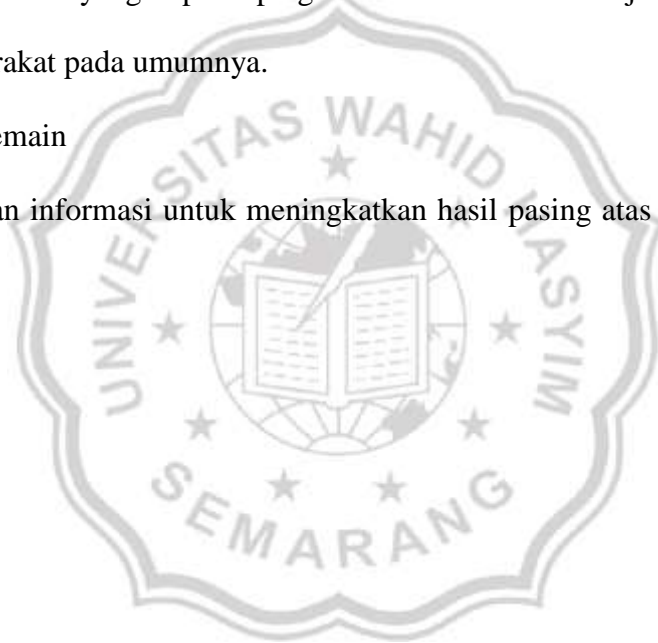 rakat pada umumnya.
emain
an informasi untuk meningkatkan hasil pasing atas
UNIVERSITAS WAHID HASYIM
SEMARANG